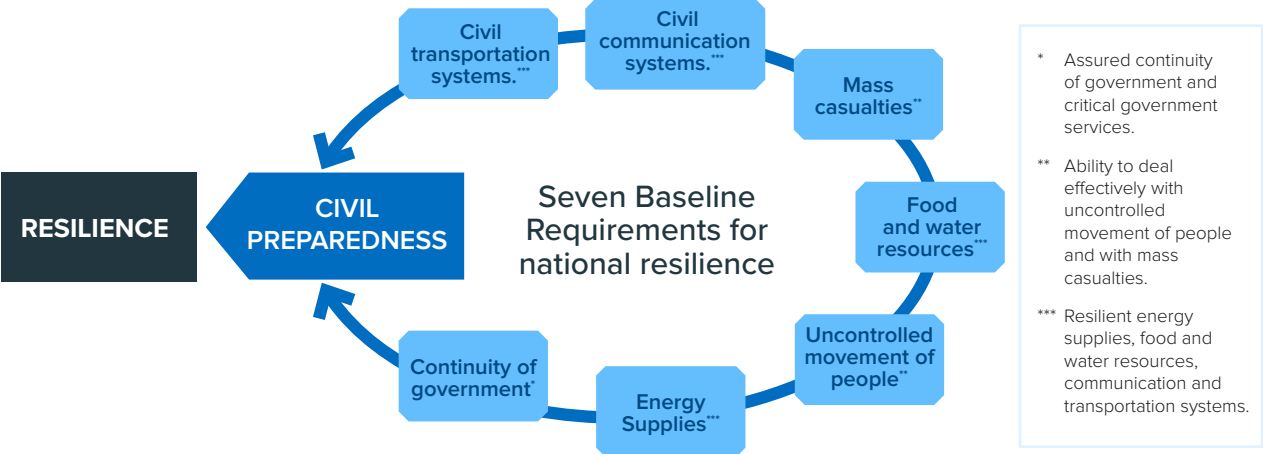 Civil
transportation
systems.***
Civil
communication
systems.***
Mass
casualties**
Food
and water
resources***
Uncontrolled
movement of
people**
Energy
Supplies***
Continuity of
government*
RESILIENCE
CIVIL
PREPAREDNESS
Seven Baseline
Requirements for
national resilience
* Assured continuity
of government and
critical government
services.
** Ability to deal
effectively with
uncontrolled
movement of people
and with mass
casualties.
*** Resilient energy
supplies, food and
water resources,
communication and
transportation systems.